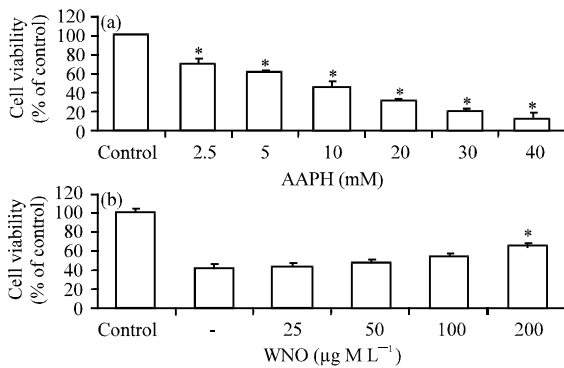 (a)
Cell viability
(% of control)
120
100
80
60
40
20
0
* * * * * *
Control 2.5 5 10 20 30 40
AAPH (mM)
(b)
Cell viability
(% of control)
120
100
80
60
40
20
0
*
Control - 25 50 100 200
WNO (µg M L⁻¹)